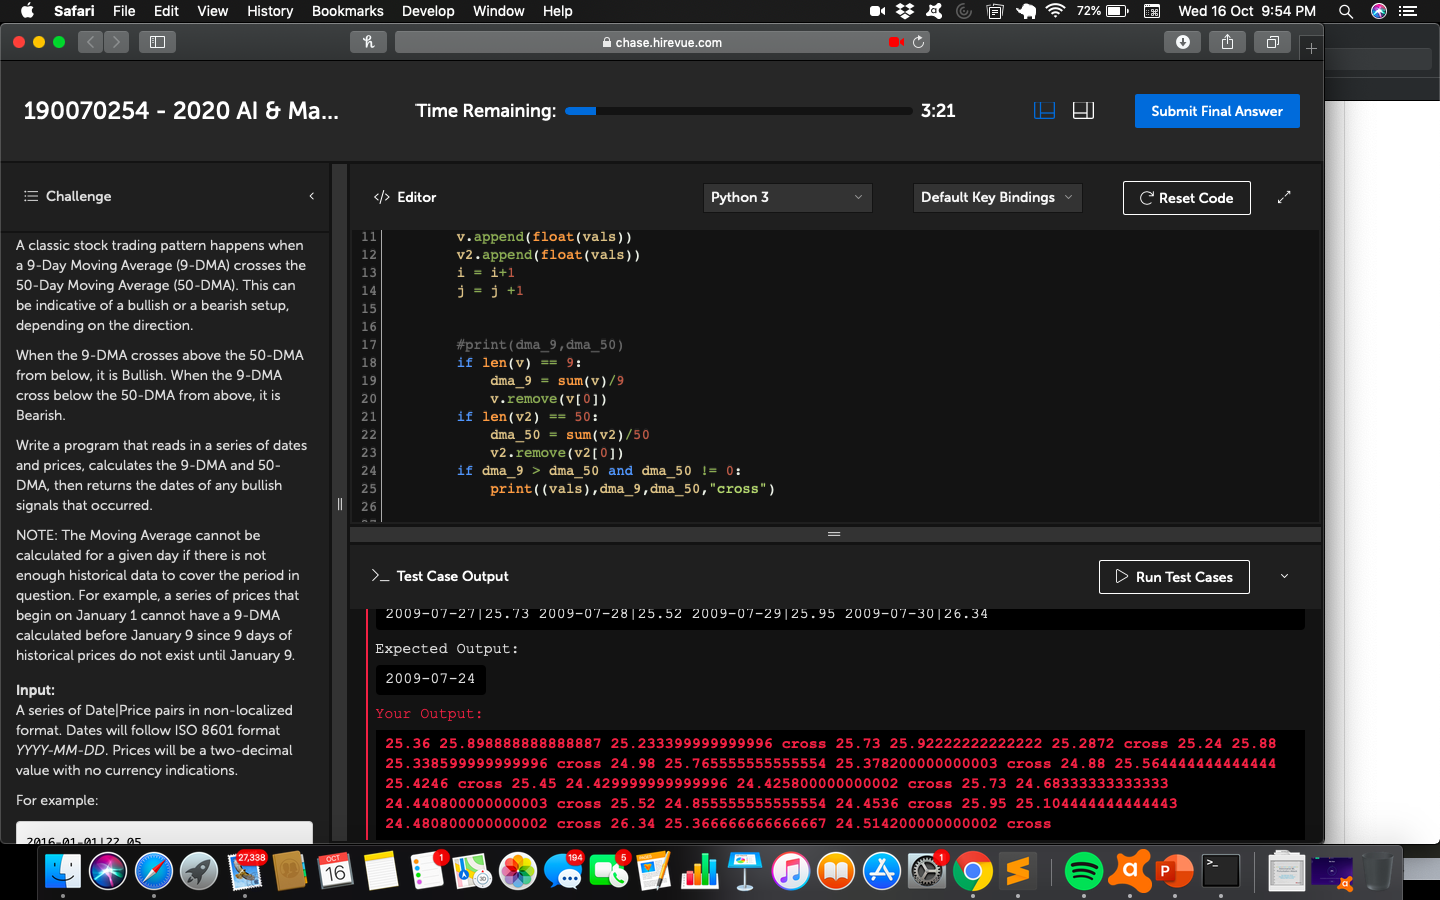 Safari File Edit View History Bookmarks Develop Window Help 72% Wed 16 Oct 9:54 PM
chase.hirevue.com
190070254 - 2020 AI & Ma... Time Remaining: 3:21 Submit Final Answer
Challenge
</> Editor Python 3 Default Key Bindings Reset Code
A classic stock trading pattern happens when
a 9-Day Moving Average (9-DMA) crosses the
50-Day Moving Average (50-DMA). This can
be indicative of a bullish or a bearish setup,
depending on the direction.
When the 9-DMA crosses above the 50-DMA
from below, it is Bullish. When the 9-DMA
cross below the 50-DMA from above, it is
Bearish.
Write a program that reads in a series of dates
and prices, calculates the 9-DMA and 50-
DMA, then returns the dates of any bullish
signals that occurred.
NOTE: The Moving Average cannot be
calculated for a given day if there is not
enough historical data to cover the period in
question. For example, a series of prices that
begin on January 1 cannot have a 9-DMA
calculated before January 9 since 9 days of
historical prices do not exist until January 9.
Input:
A series of Date|Price pairs in non-localized
format. Dates will follow ISO 8601 format
YYYY-MM-DD. Prices will be a two-decimal
value with no currency indications.
For example:
2016-01-01|22.05
11 v.append(float(vals))
12 v2.append(float(vals))
13 i = i+1
14 j = j +1
15
16
17 #print(dma_9,dma_50)
18 if len(v) == 9:
19 dma_9 = sum(v)/9
20 v.remove(v[0])
21 if len(v2) == 50:
22 dma_50 = sum(v2)/50
23 v2.remove(v2[0])
24 if dma_9 > dma_50 and dma_50 != 0:
25 print((vals),dma_9,dma_50,"cross")
26
27
>_ Test Case Output Run Test Cases
2009-07-27|25.73 2009-07-28|25.52 2009-07-29|25.95 2009-07-30|26.34
Expected Output:
2009-07-24
Your Output:
25.36 25.898888888888887 25.233399999999996 cross 25.73 25.92222222222222 25.2872 cross 25.24 25.88
25.338599999999996 cross 24.98 25.765555555555554 25.378200000000003 cross 24.88 25.564444444444444
25.4246 cross 25.45 24.429999999999996 24.425800000000002 cross 25.73 24.68333333333333
24.440800000000003 cross 25.52 24.855555555555554 24.4536 cross 25.95 25.104444444444443
24.480800000000002 cross 26.34 25.366666666666667 24.514200000000002 cross
27,338 OCT 16 1 194 5 1